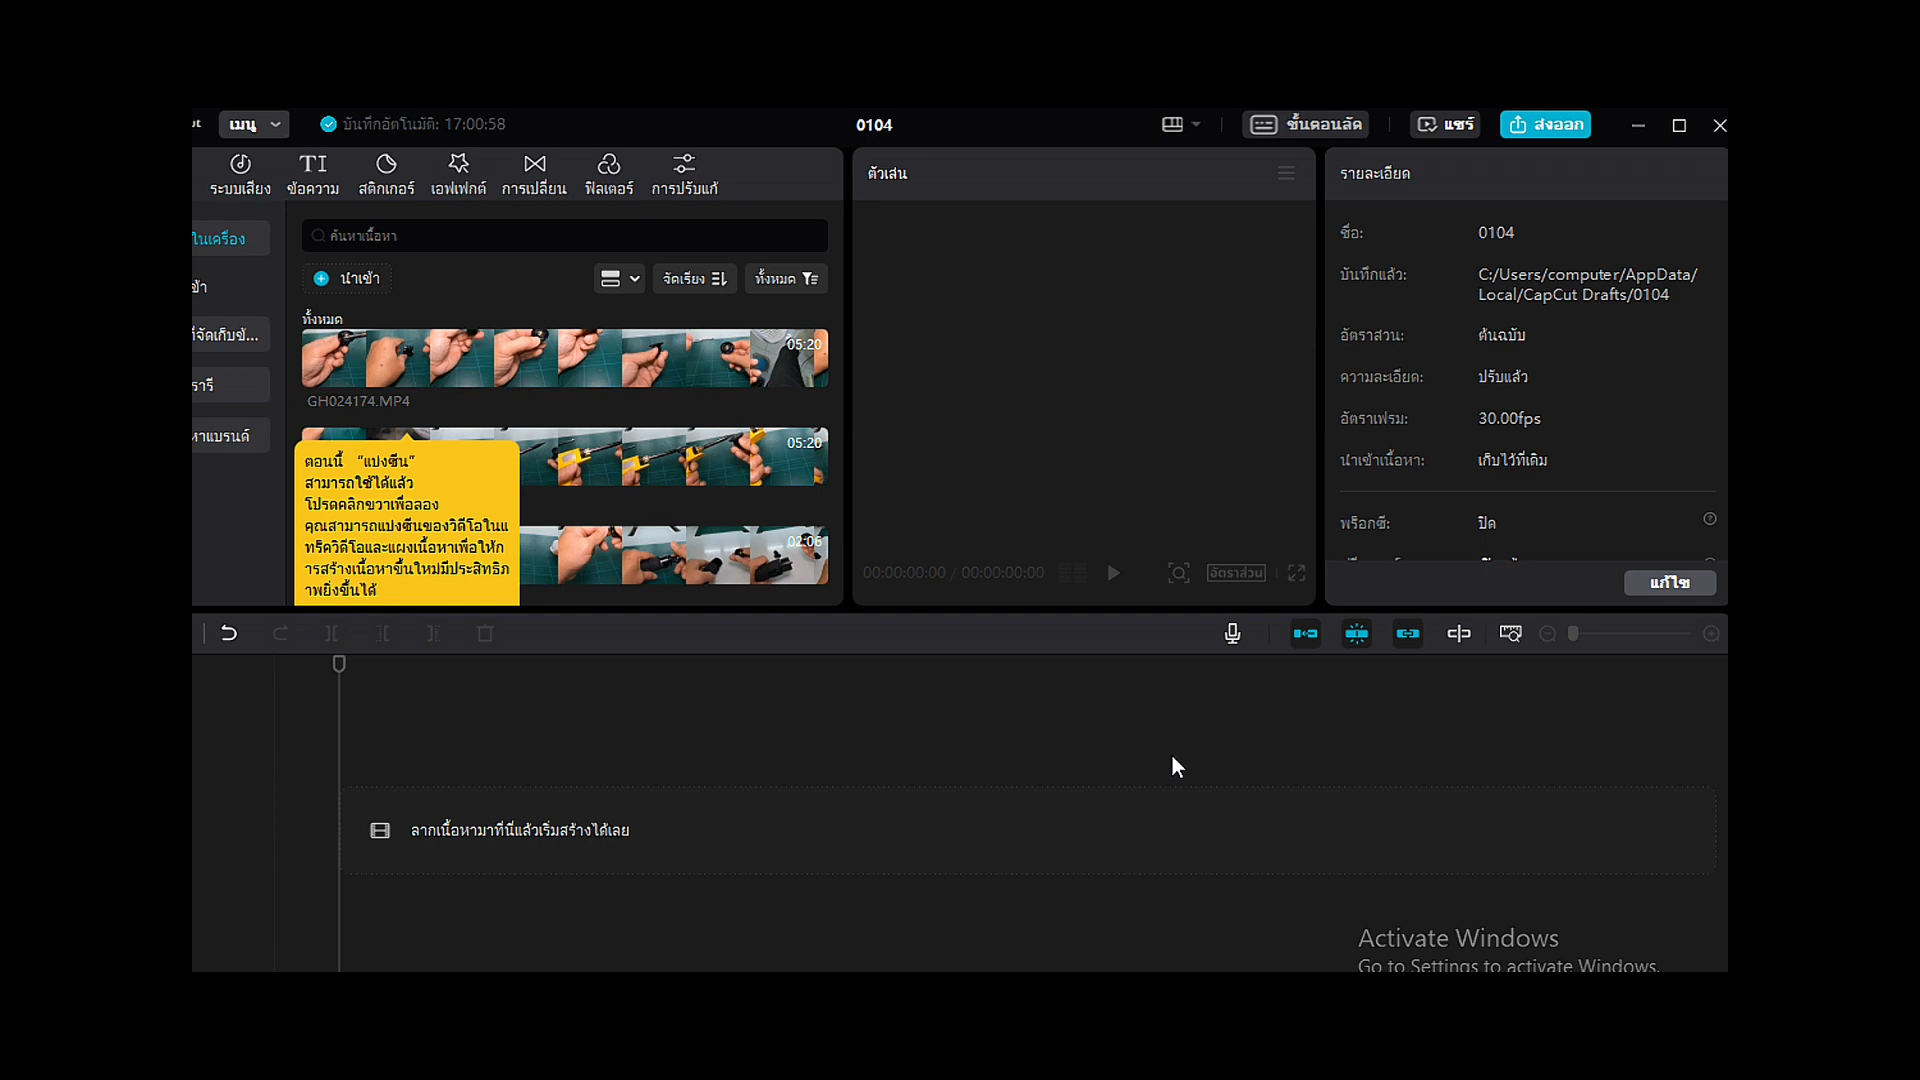 เมนู
บันทึกอัตโนมัติ: 17:00:58
0104
ขั้นตอนลัด
แชร์
ส่งออก
ระบบเสียง
ข้อความ
สติกเกอร์
เอฟเฟกต์
การเปลี่ยน
ฟิลเตอร์
การปรับแก้
ในเครื่อง
ที่จัดเก็บขั...
หาแบรนด์
ค้นหาเนื้อหา
นำเข้า
จัดเรียง
ทั้งหมด
ทั้งหมด
05:20
GH024174.MP4
05:20
02:06
ตอนนี้ "แบ่งซีน"
สามารถใช้ได้แล้ว
โปรดคลิกขวาเพื่อลอง
คุณสามารถแบ่งซีนของวิดีโอในแ
ทร็ควิดีโอและแผงเนื้อหาเพื่อให้ก
ารสร้างเนื้อหาขึ้นใหม่มีประสิทธิภ
าพยิ่งขึ้นได้
ตัวเล่น
00:00:00:00 / 00:00:00:00
อัตราส่วน
รายละเอียด
ชื่อ: 0104
บันทึกแล้ว: C:/Users/computer/AppData/
Local/CapCut Drafts/0104
อัตราส่วน: ต้นฉบับ
ความละเอียด: ปรับแล้ว
อัตราเฟรม: 30.00fps
นำเข้าเนื้อหา: เก็บไว้ที่เดิม
พร็อกซี: ปิด
แก้ไข
ลากเนื้อหามาที่นี่แล้วเริ่มสร้างได้เลย
Activate Windows
Go to Settings to activate Windows.